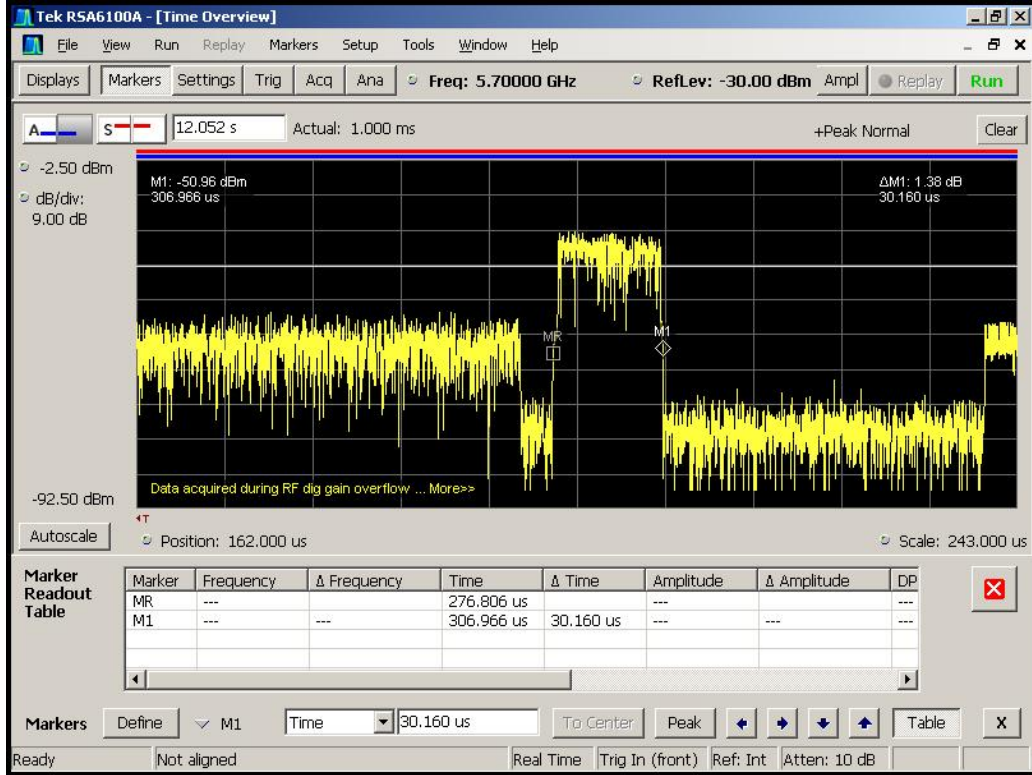 Tek RSA6100A - [Time Overview]
File View Run Replay Markers Setup Tools Window Help
Displays Markers Settings Trig Acq Ana Freq: 5.70000 GHz RefLev: -30.00 dBm Ampl Replay Run
A S 12.052 s Actual: 1.000 ms +Peak Normal Clear
-2.50 dBm
dB/div:
9.00 dB
M1: -50.96 dBm
306.966 us
ΔM1: 1.38 dB
30.160 us
MR M1
Data acquired during RF dig gain overflow ... More>>
-92.50 dBm
T
Autoscale Position: 162.000 us Scale: 243.000 us
Marker Readout Table
Marker Frequency Δ Frequency Time Δ Time Amplitude Δ Amplitude DP
MR --- 276.806 us --- ---
M1 --- --- 306.966 us 30.160 us --- --- ---
Markers Define M1 Time 30.160 us To Center Peak Table X
Ready Not aligned Real Time Trig In (front) Ref: Int Atten: 10 dB